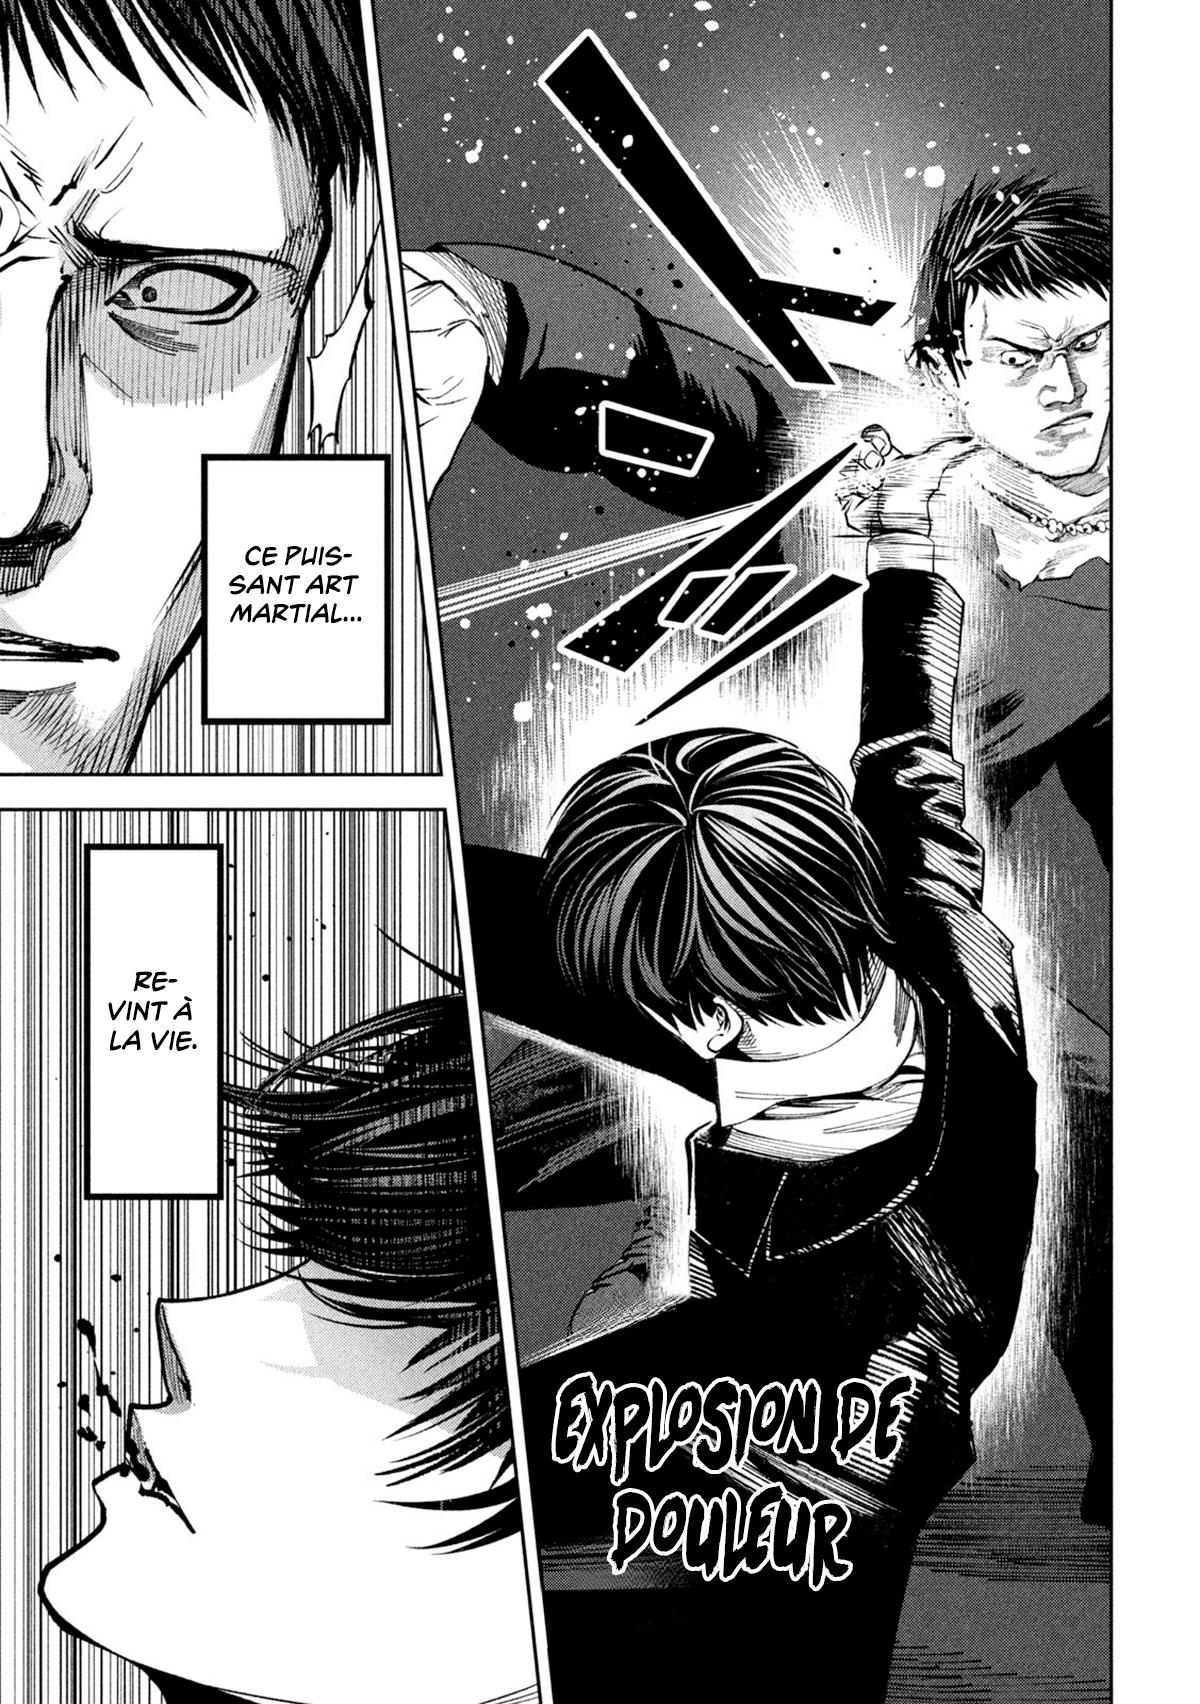 EXPLOSION DE
DOULEUR
CE PUIS-
SANT ART
MARTIAL...
RE-
VINT À
LA VIE.